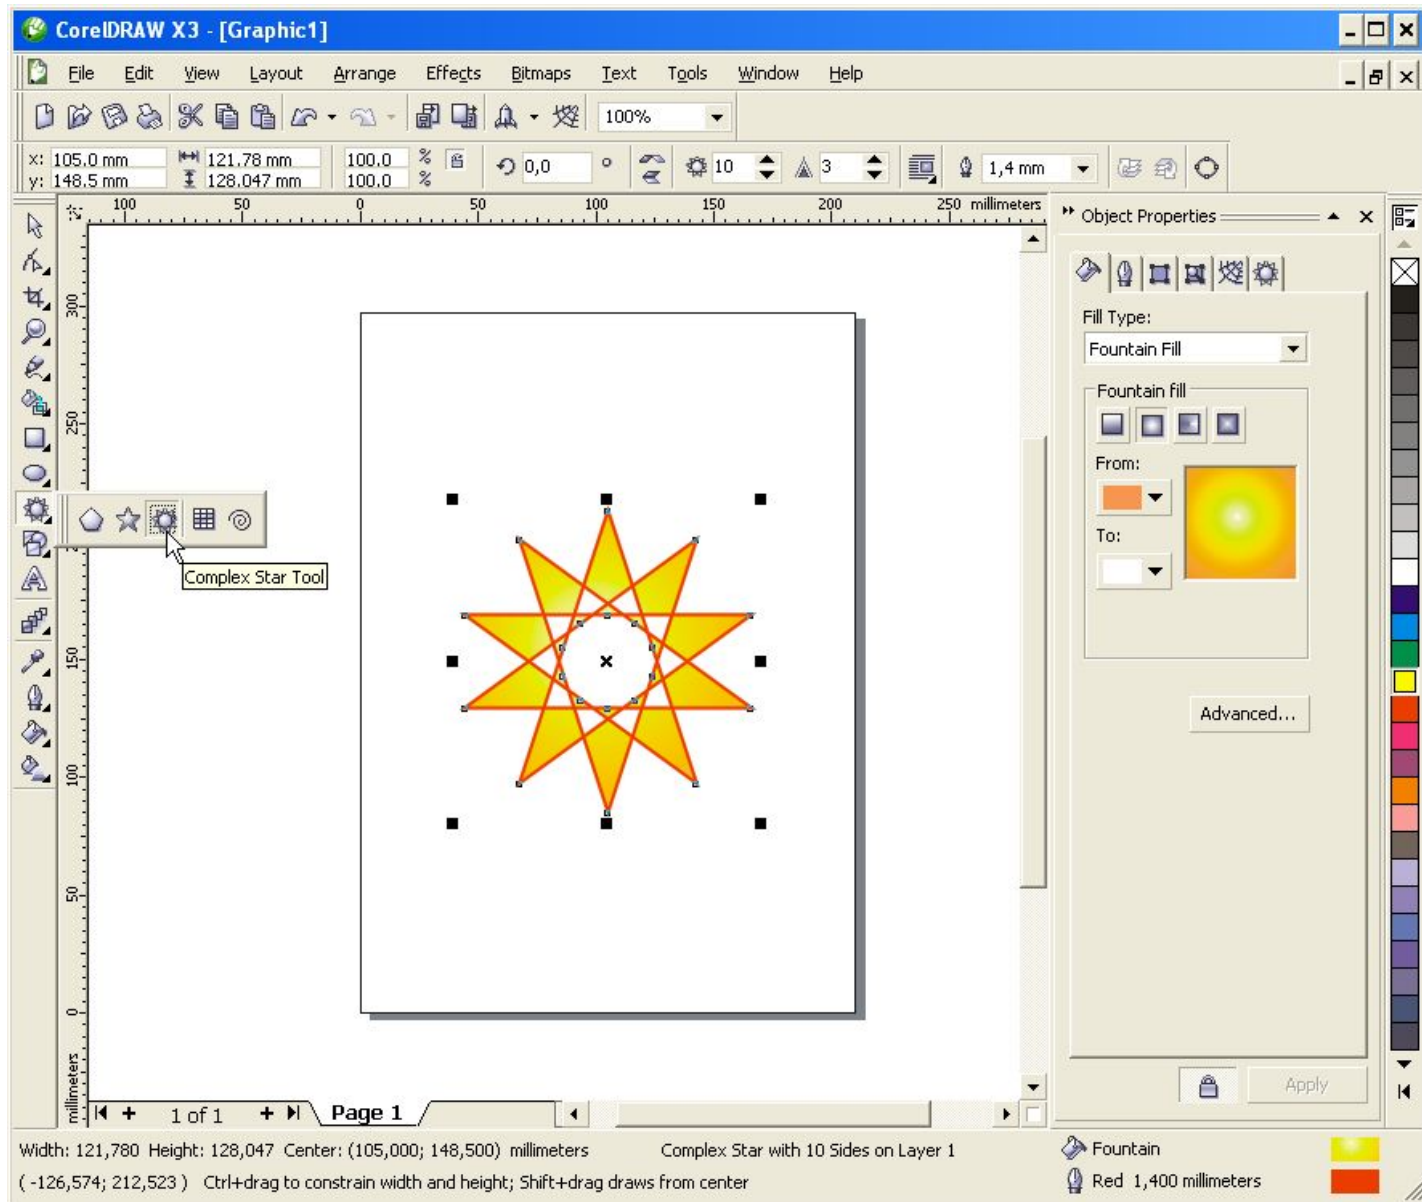 CorelDRAW X3 - [Graphic1]
File Edit View Layout Arrange Effects Bitmaps Text Tools Window Help
100%
x: 105.0 mm 121.78 mm 100.0 % 0,0 ° 10 3 1,4 mm
y: 148.5 mm 128.047 mm 100.0 %
100 50 0 50 100 150 200 250 millimeters
Object Properties
Fill Type:
Fountain Fill
Fountain fill
From:
To:
Advanced...
Apply
300
250
150
100
50
0
millimeters
Complex Star Tool
1 of 1 Page 1
Width: 121,780 Height: 128,047 Center: (105,000; 148,500) millimeters Complex Star with 10 Sides on Layer 1 Fountain
( -126,574; 212,523 ) Ctrl+drag to constrain width and height; Shift+drag draws from center Red 1,400 millimeters